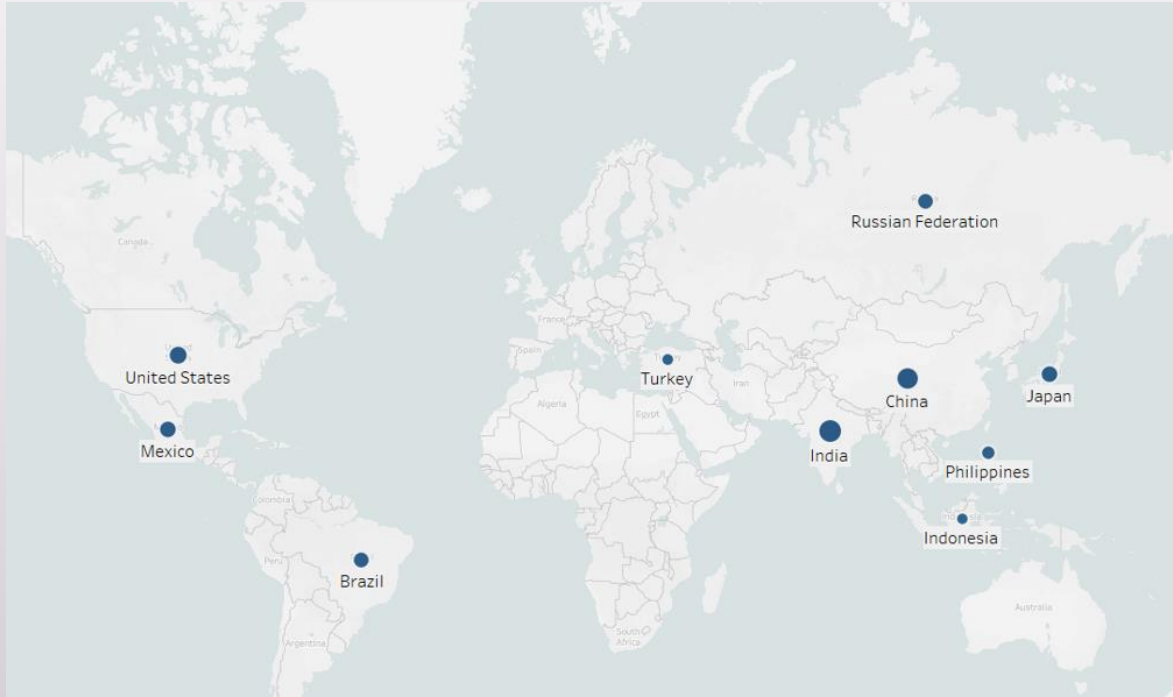 Canada
Russian Federation
France
Spain
United States
Turkey
China
Japan
Iran
Algeria
Egypt
Mexico
India
Philippines
Colombia
Indonesia
Peru
Brazil
Australia
South
Africa
Argentina